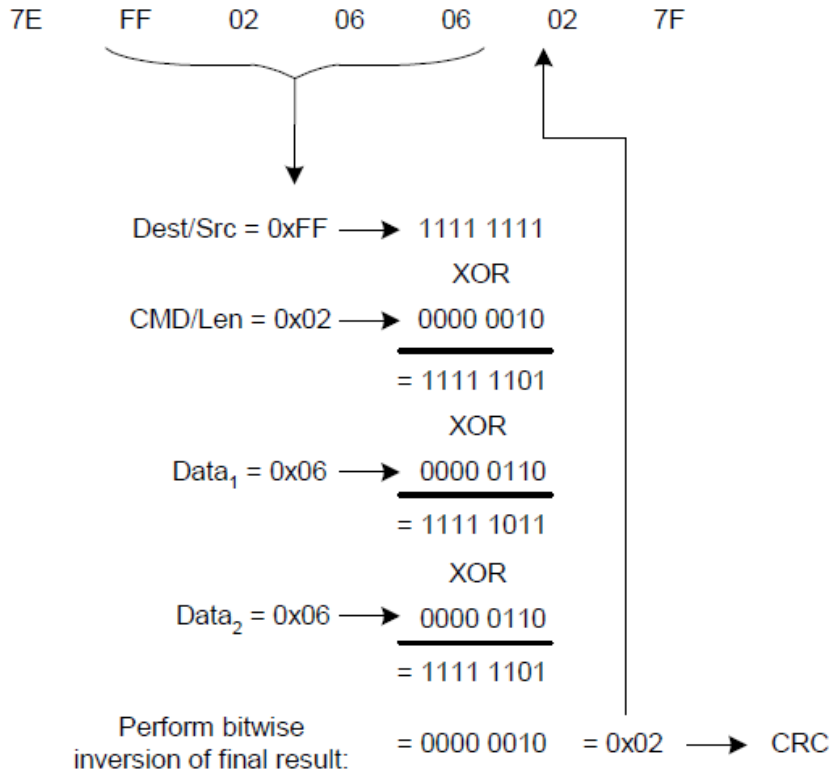 7E FF 02 06 06 02 7F
Dest/Src = 0xFF 1111 1111
XOR
CMD/Len = 0x02 0000 0010
= 1111 1101
XOR
Data₁ = 0x06 0000 0110
= 1111 1011
XOR
Data₂ = 0x06 0000 0110
= 1111 1101
Perform bitwise
inversion of final result: = 0000 0010 = 0x02 CRC